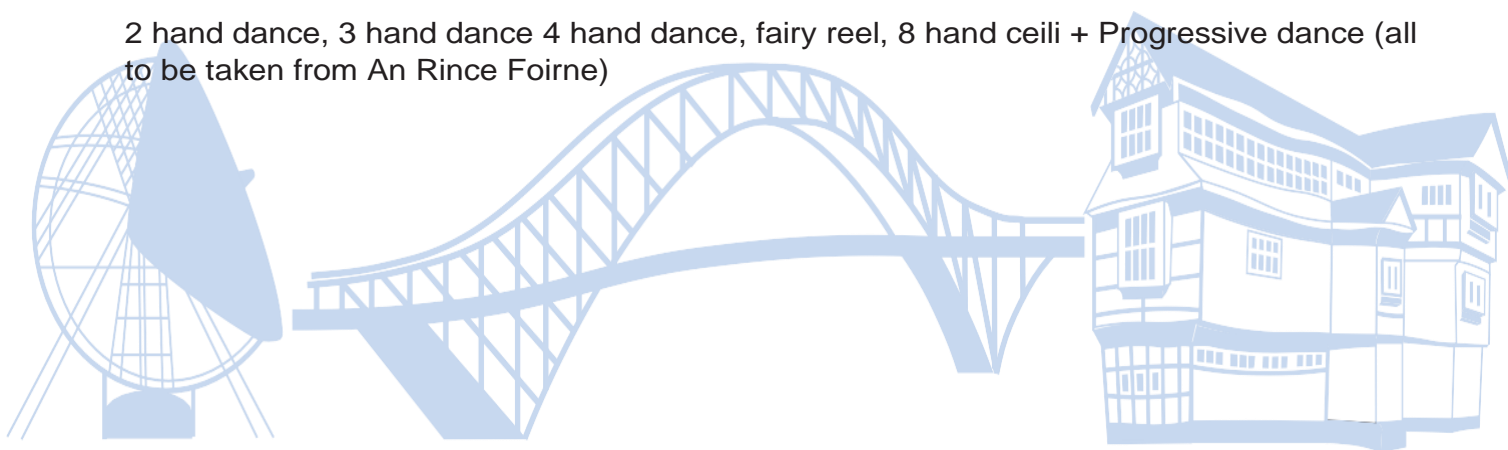 2 hand dance, 3 hand dance 4 hand dance, fairy reel, 8 hand ceili + Progressive dance (all
to be taken from An Rince Foirne)